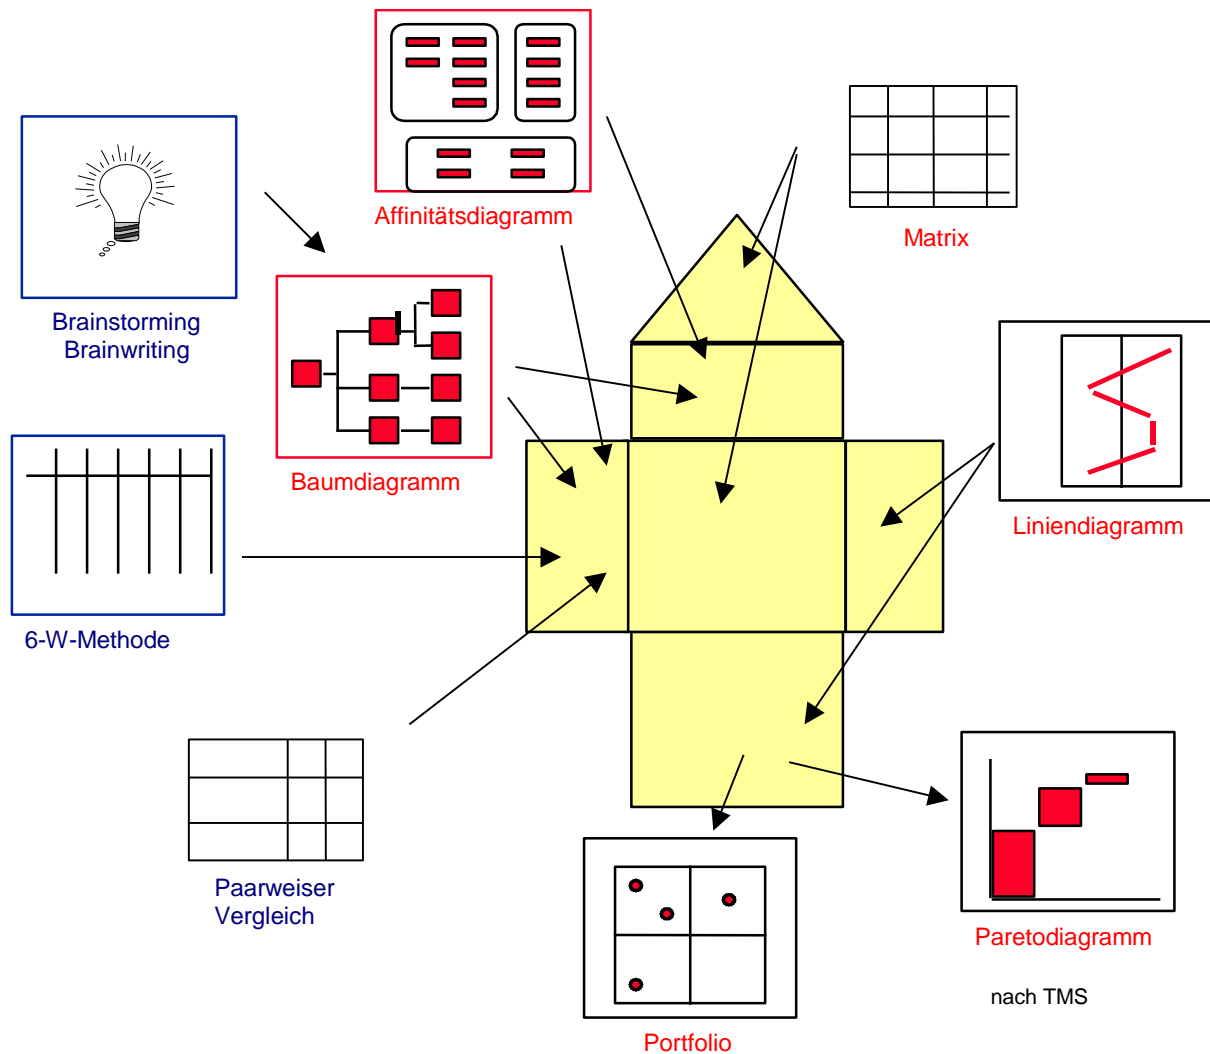 Affinitätsdiagramm
Matrix
Brainstorming
Brainwriting
Baumdiagramm
Liniendiagramm
6-W-Methode
Paarweiser
Vergleich
Paretodiagramm
nach TMS
Portfolio